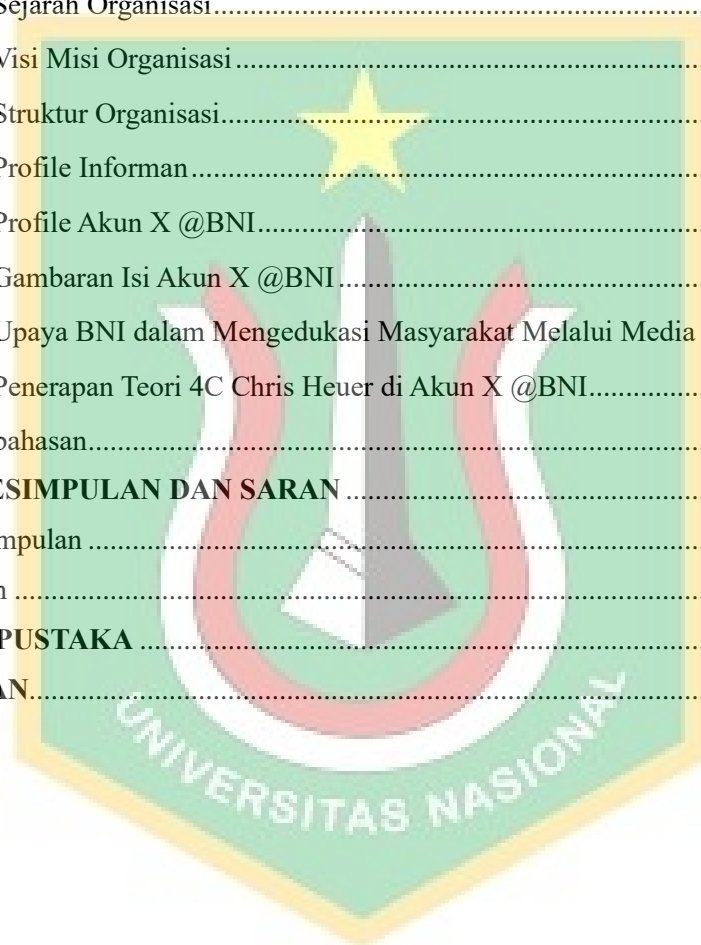 Sejarah Organisasi
Visi Misi Organisasi
Struktur Organisasi
Profile Informan
Profile Akun X @BNI
Gambaran Isi Akun X @BNI
Upaya BNI dalam Mengedukasi Masyarakat Melalui Media
Penerapan Teori 4C Chris Heuer di Akun X @BNI
bahasan
ESIMPULAN DAN SARAN
mpulan
n
PUSTAKA
AN
UNIVERSITAS NASIONAL